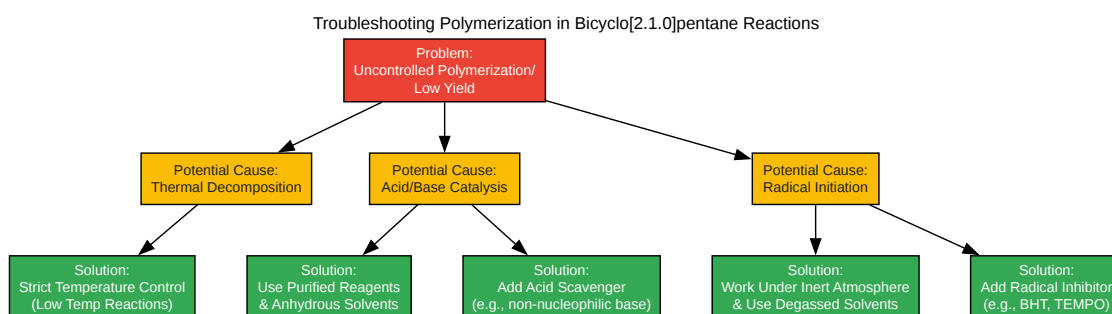 Troubleshooting Polymerization in Bicyclo[2.1.0]pentane Reactions
Problem:
Uncontrolled Polymerization/
Low Yield
Potential Cause:
Thermal Decomposition
Potential Cause:
Acid/Base Catalysis
Potential Cause:
Radical Initiation
Solution:
Strict Temperature Control
(Low Temp Reactions)
Solution:
Use Purified Reagents
& Anhydrous Solvents
Solution:
Add Acid Scavenger
(e.g., non-nucleophilic base)
Solution:
Work Under Inert Atmosphere
& Use Degassed Solvents
Solution:
Add Radical Inhibitor
(e.g., BHT, TEMPO)